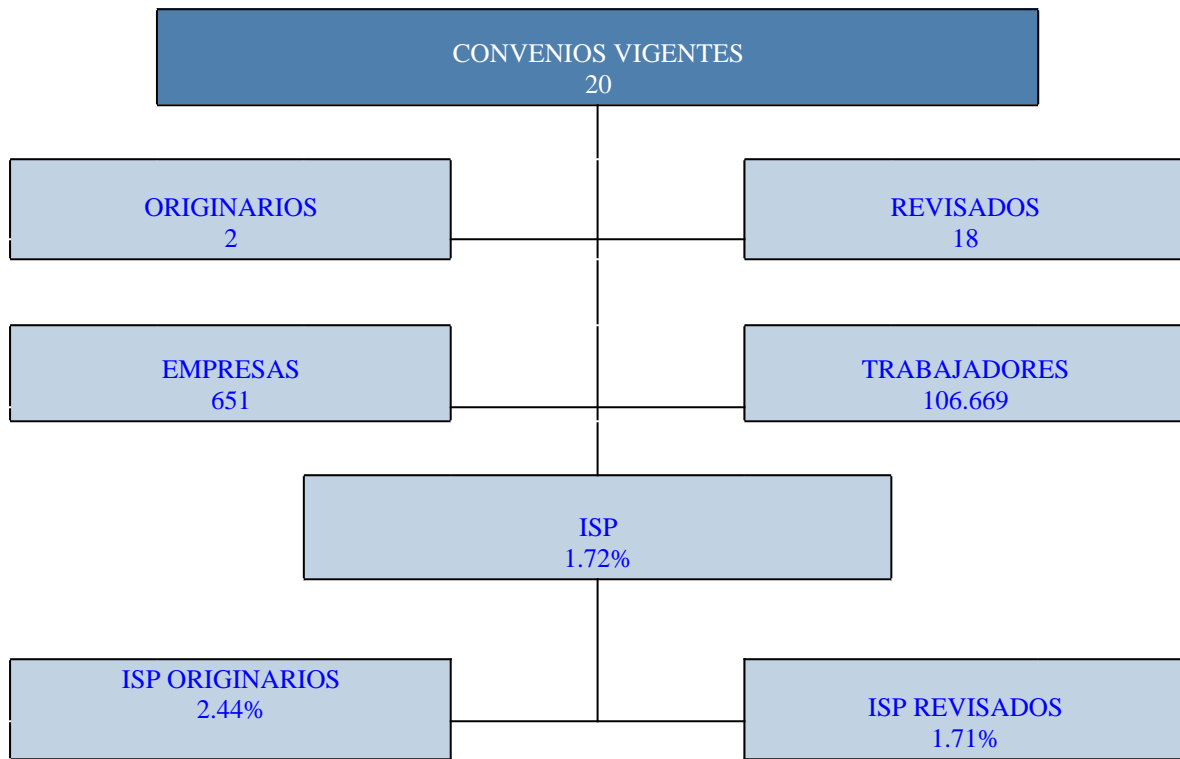 CONVENIOS VIGENTES
20
ORIGINARIOS
2
REVISADOS
18
EMPRESAS
651
TRABAJADORES
106.669
ISP
1.72%
ISP ORIGINARIOS
2.44%
ISP REVISADOS
1.71%